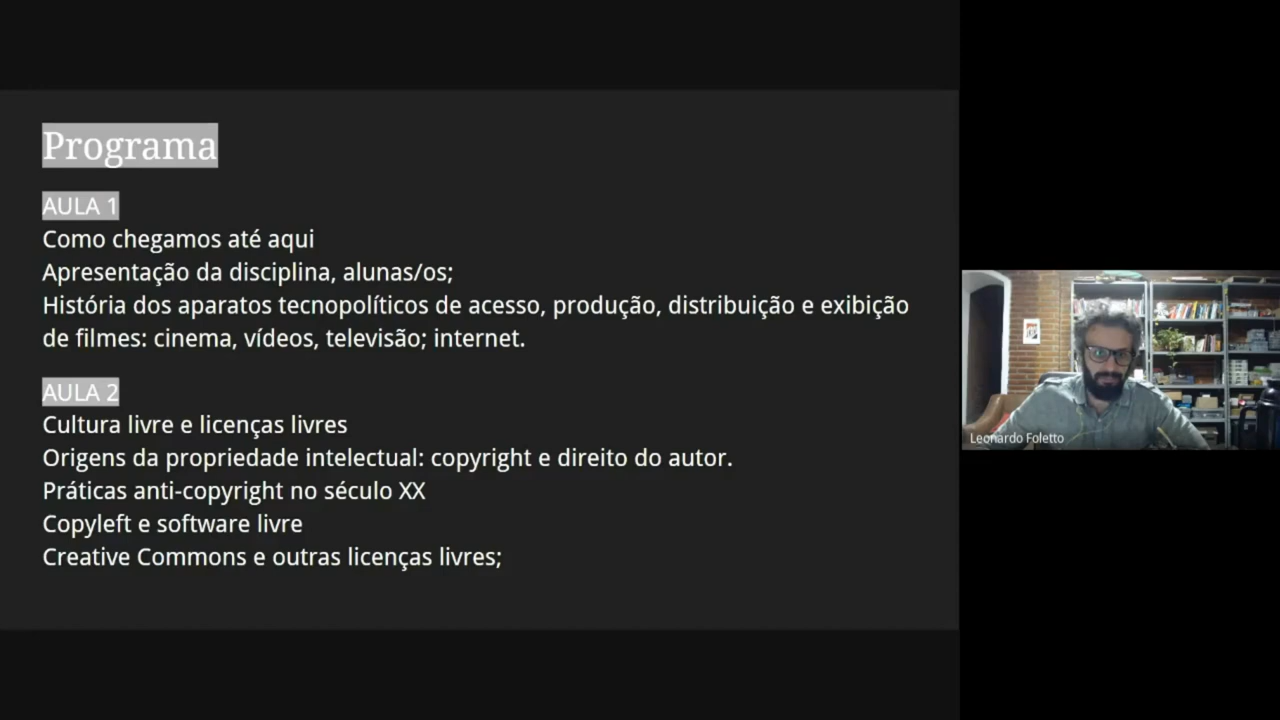 Programa
AULA 1
Como chegamos até aqui
Apresentação da disciplina, alunas/os;
História dos aparatos tecnopolíticos de acesso, produção, distribuição e exibição
de filmes: cinema, vídeos, televisão; internet.
AULA 2
Cultura livre e licenças livres
Origens da propriedade intelectual: copyright e direito do autor.
Práticas anti-copyright no século XX
Copyleft e software livre
Creative Commons e outras licenças livres;
Leonardo Foletto